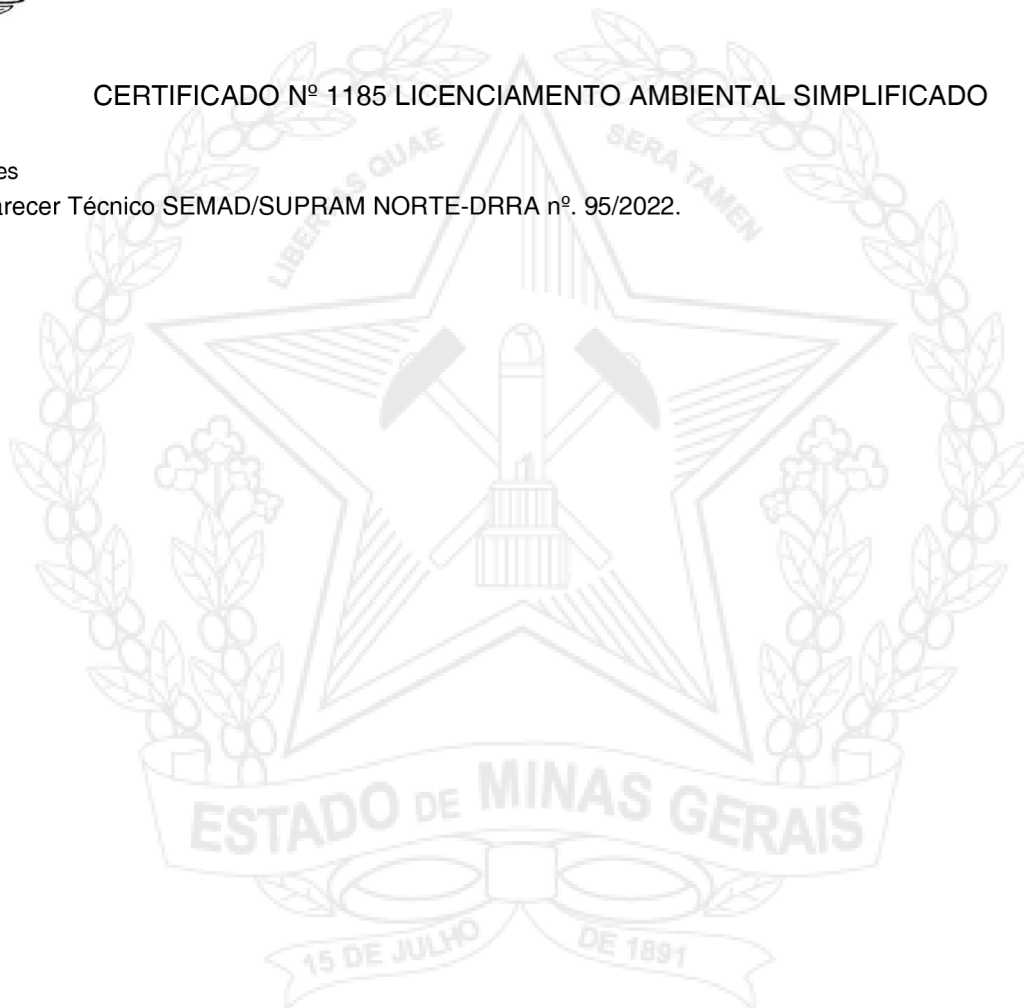 CERTIFICADO Nº 1185 LICENCIAMENTO AMBIENTAL SIMPLIFICADO
es
arecer Técnico SEMAD/SUPRAM NORTE-DRRA nº. 95/2022.
LIBERTAS QUAE SERA TAMEN
ESTADO DE MINAS GERAIS
15 DE JULHO DE 1891